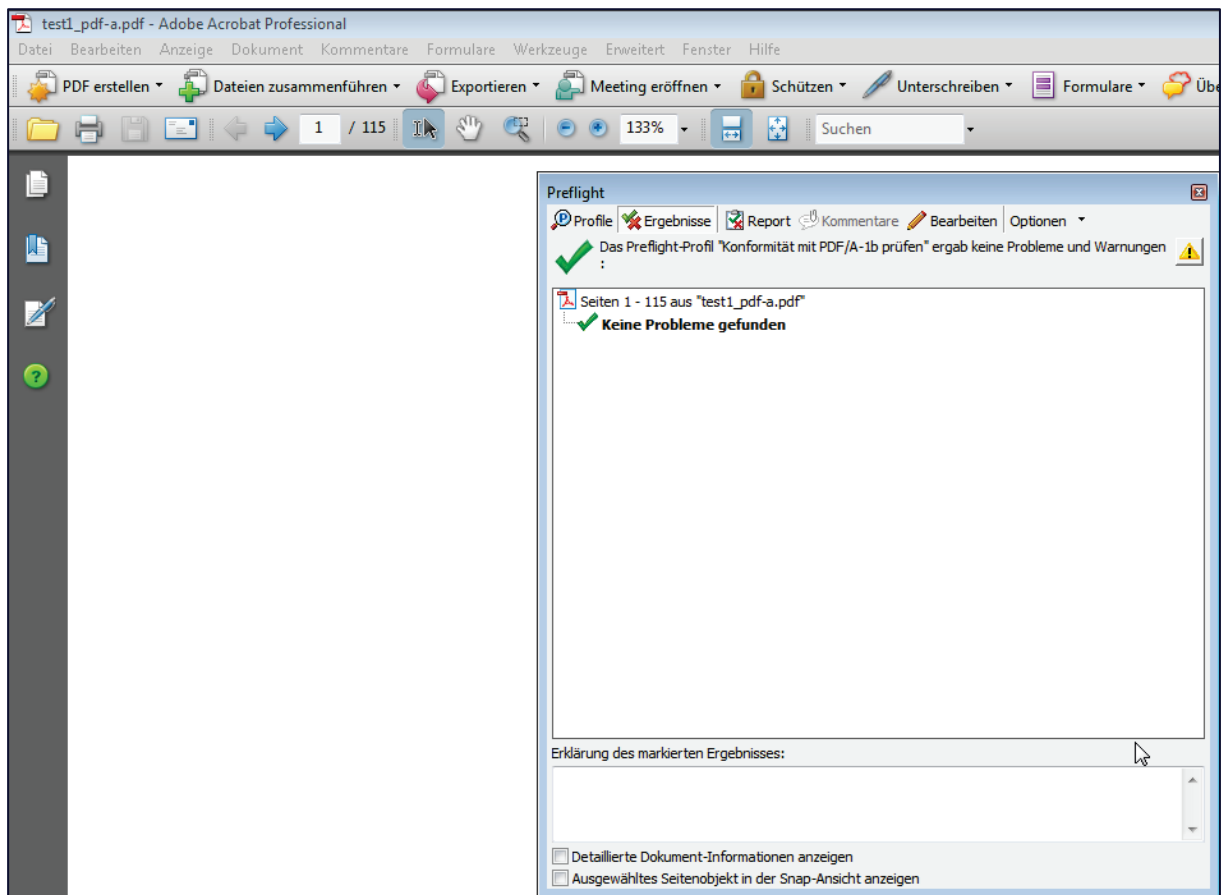 test1_pdf-a.pdf - Adobe Acrobat Professional
Datei Bearbeiten Anzeige Dokument Kommentare Formulare Werkzeuge Erweitert Fenster Hilfe
PDF erstellen Dateien zusammenführen Exportieren Meeting eröffnen Schützen Unterschreiben Formulare Übe
1 / 115 133% Suchen
Preflight
Profile Ergebnisse Report Kommentare Bearbeiten Optionen
Das Preflight-Profil "Konformität mit PDF/A-1b prüfen" ergab keine Probleme und Warnungen
:
Seiten 1 - 115 aus "test1_pdf-a.pdf"
Keine Probleme gefunden
Erklärung des markierten Ergebnisses:
Detaillierte Dokument-Informationen anzeigen
Ausgewähltes Seitenobjekt in der Snap-Ansicht anzeigen